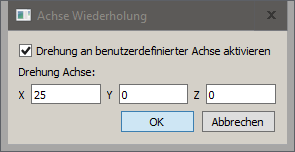 Achse Wiederholung
Drehung an benutzerdefinierter Achse aktivieren
Drehung Achse:
X 25 Y 0 Z 0
OK Abbrechen